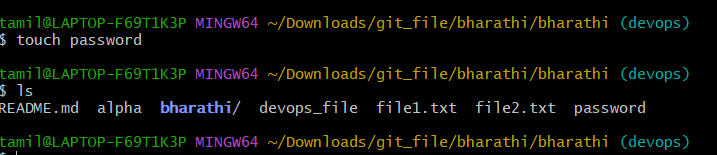 tamil@LAPTOP-F69T1K3P MINGW64 ~/Downloads/git_file/bharathi/bharathi (devops)
$ touch password
tamil@LAPTOP-F69T1K3P MINGW64 ~/Downloads/git_file/bharathi/bharathi (devops)
$ ls
README.md alpha bharathi/ devops_file file1.txt file2.txt password
tamil@LAPTOP-F69T1K3P MINGW64 ~/Downloads/git_file/bharathi/bharathi (devops)
$